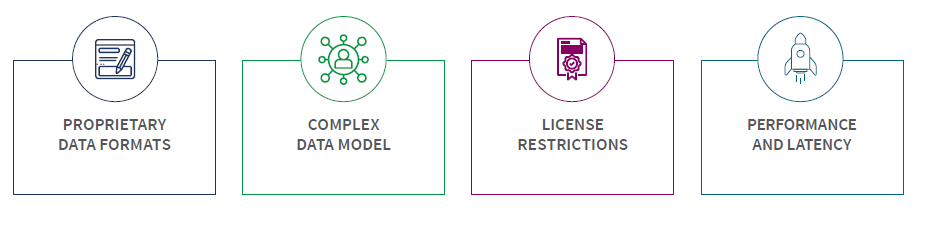 PROPRIETARY
DATA FORMATS
COMPLEX
DATA MODEL
LICENSE
RESTRICTIONS
PERFORMANCE
AND LATENCY